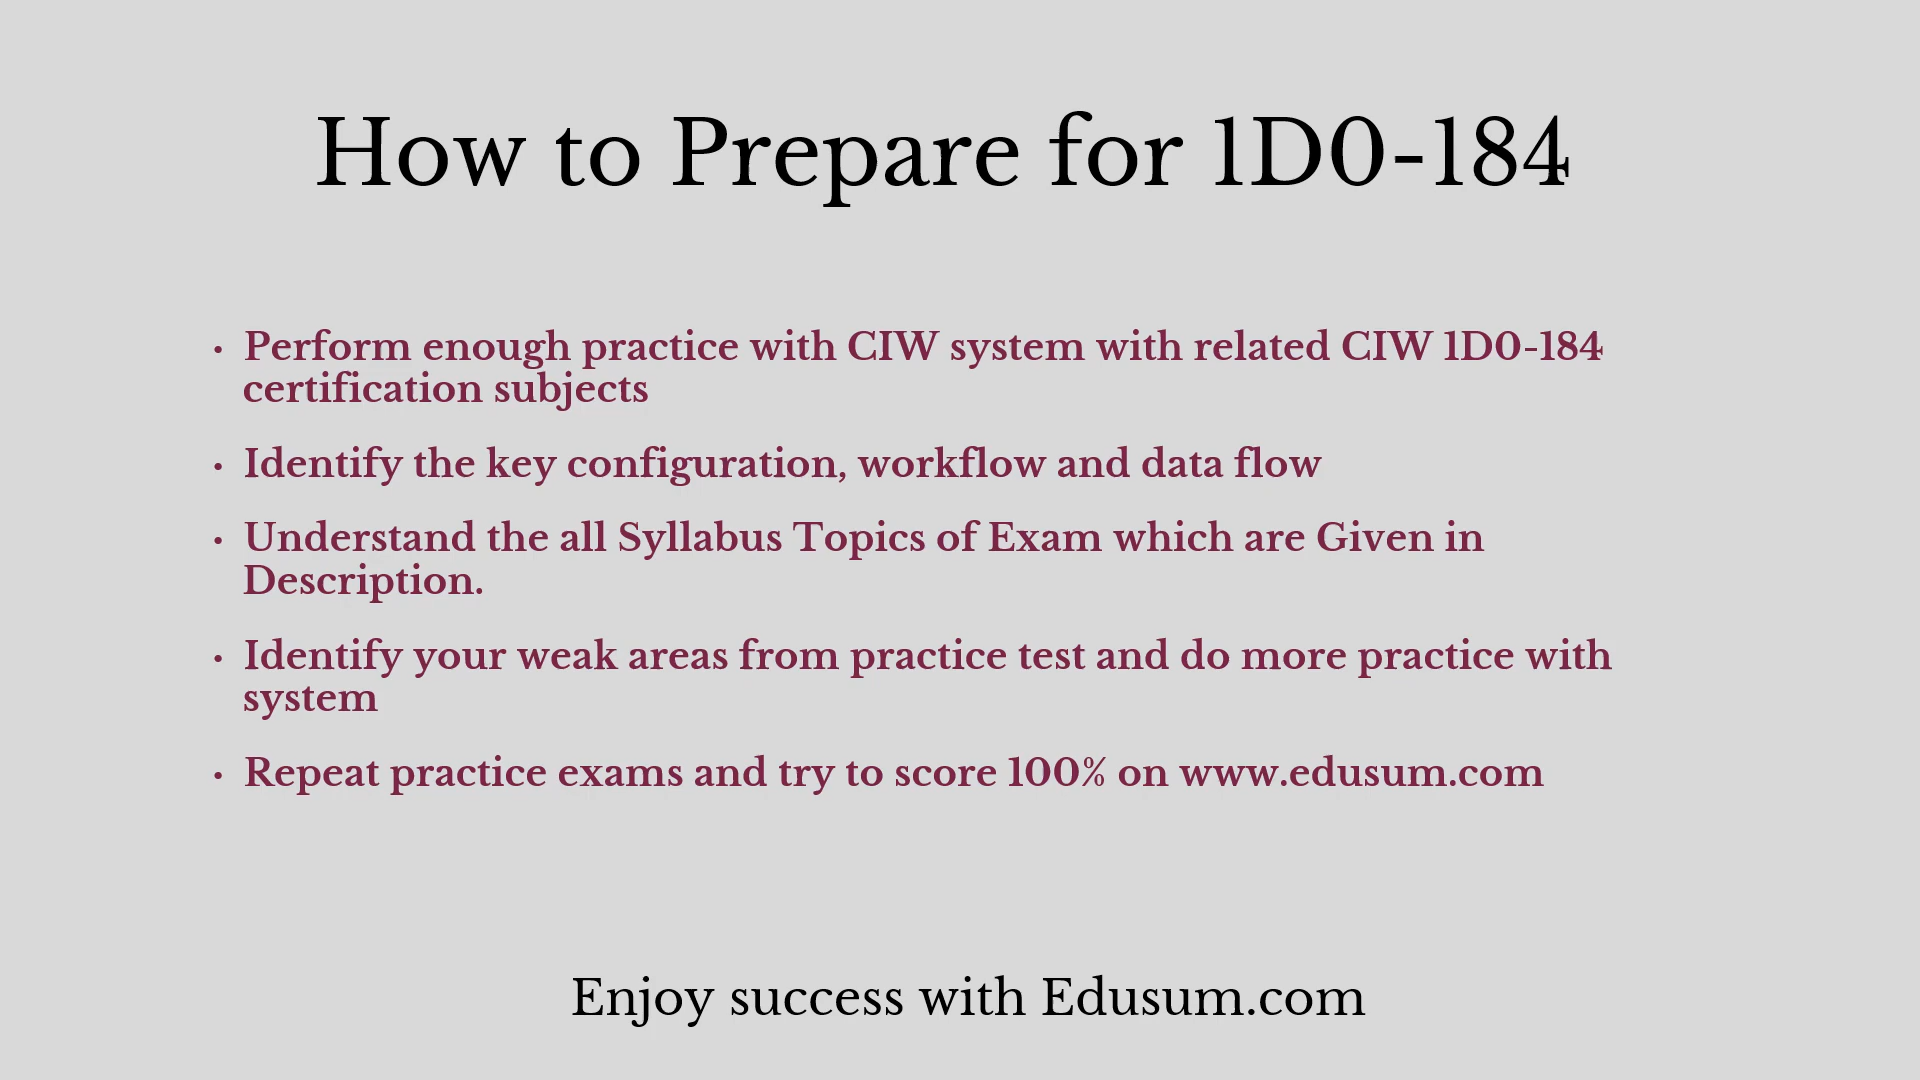 How to Prepare for 1D0-184
• Perform enough practice with CIW system with related CIW 1D0-184
certification subjects
• Identify the key configuration, workflow and data flow
• Understand the all Syllabus Topics of Exam which are Given in
Description.
• Identify your weak areas from practice test and do more practice with
system
• Repeat practice exams and try to score 100% on www.edusum.com
Enjoy success with Edusum.com